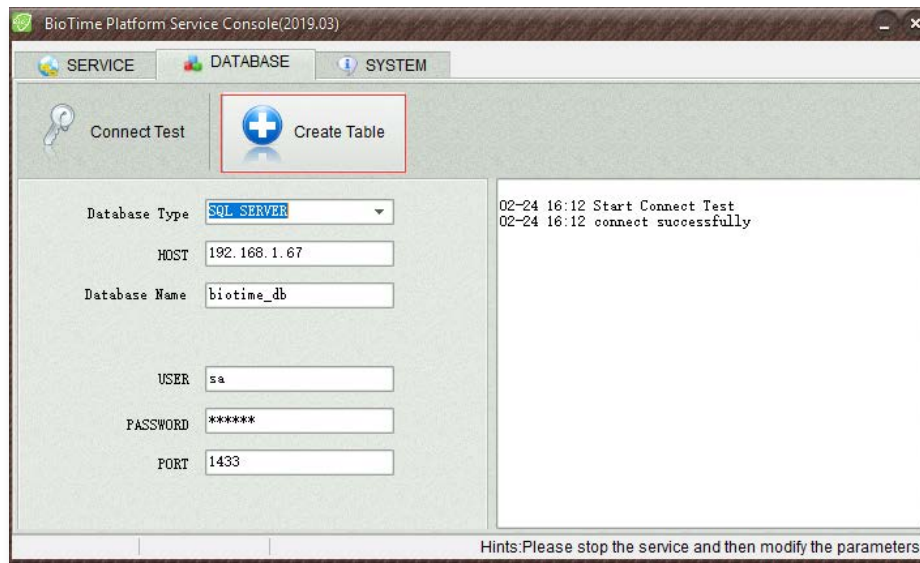 BioTime Platform Service Console(2019.03)
SERVICE DATABASE SYSTEM
Connect Test Create Table
Database Type SQL SERVER
HOST 192.168.1.67
Database Name biotime_db
USER sa
PASSWORD ******
PORT 1433
02-24 16:12 Start Connect Test
02-24 16:12 connect successfully
Hints:Please stop the service and then modify the parameters